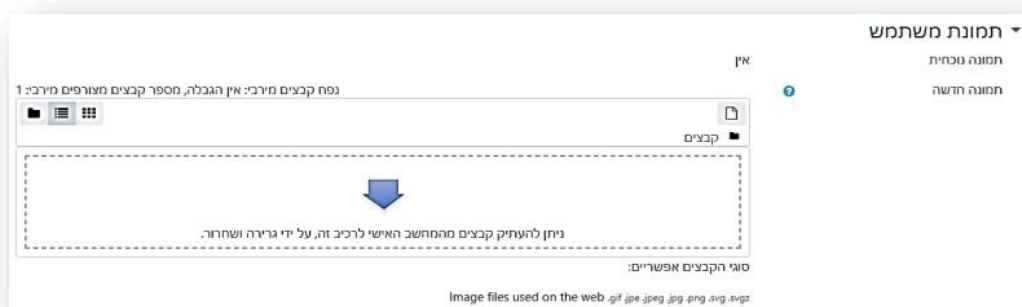 תמונת משתמש
תמונה נוכחית
אין
תמונה חדשה
נפח קבצים מירבי: אין הגבלה, מספר קבצים מצורפים מירבי: 1
קבצים
ניתן להעתיק קבצים מהמחשב האישי לרכיב זה, על ידי גרירה ושחרור.
סוגי הקבצים אפשריים:
Image files used on the web .gif .jpe .jpeg .jpg .png .svg .svgz